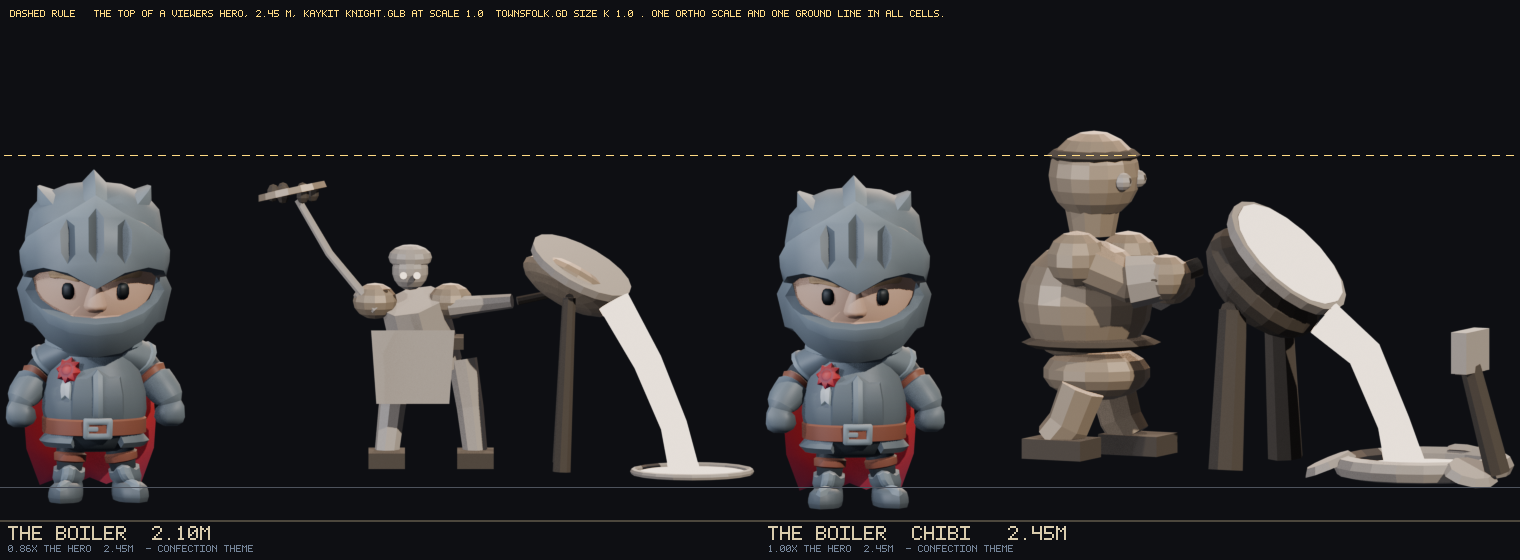 DASHED RULE   THE TOP OF A VIEWERS HERO, 2.45 M, KAYKIT KNIGHT.GLB AT SCALE 1.0  TOWNSFOLK.GD SIZE K 1.0 . ONE ORTHO SCALE AND ONE GROUND LINE IN ALL CELLS.
THE BOILER  2.10M
0.86X THE HERO  2.45M  — CONFECTION THEME
THE BOILER  CHIBI   2.45M
1.00X THE HERO  2.45M  — CONFECTION THEME